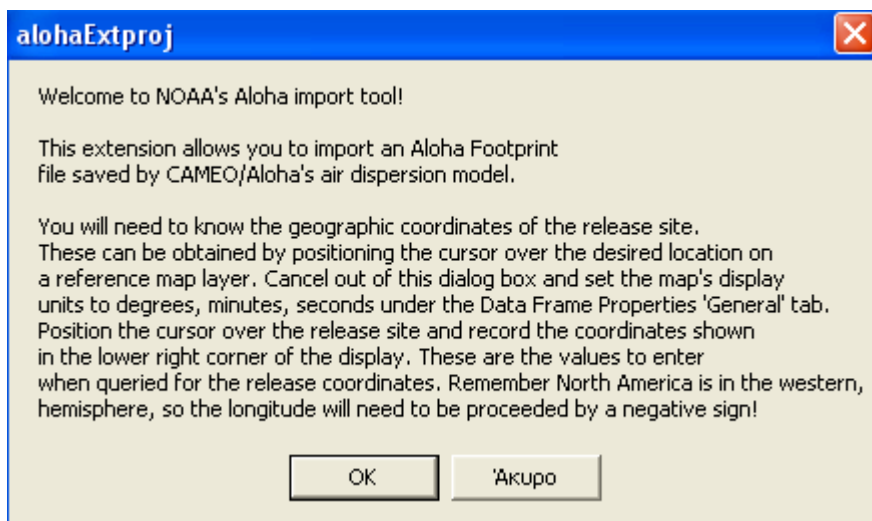 alohaExtproj
Welcome to NOAA's Aloha import tool!
This extension allows you to import an Aloha Footprint
file saved by CAMEO/Aloha's air dispersion model.
You will need to know the geographic coordinates of the release site.
These can be obtained by positioning the cursor over the desired location on
a reference map layer. Cancel out of this dialog box and set the map's display
units to degrees, minutes, seconds under the Data Frame Properties 'General' tab.
Position the cursor over the release site and record the coordinates shown
in the lower right corner of the display. These are the values to enter
when queried for the release coordinates. Remember North America is in the western,
hemisphere, so the longitude will need to be proceeded by a negative sign!
OK
Άκυρο